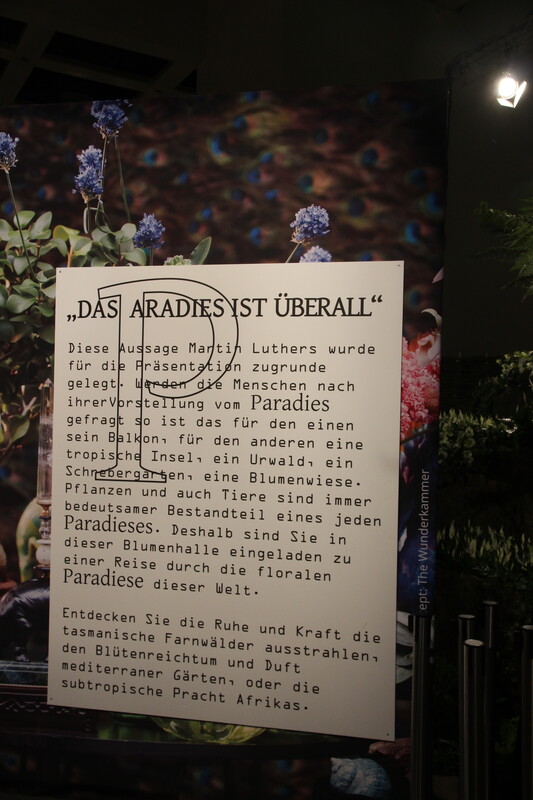 „DAS PARADIES IST ÜBERALL“
Diese Aussage Martin Luthers wurde
für die Präsentation zugrunde
gelegt. Werden die Menschen nach
ihrerVorstellung vom Paradies
gefragt so ist das für den einen
sein Balkon, für den anderen eine
tropische Insel, ein Urwald, ein
Schrebergarten, eine Blumenwiese.
Pflanzen und auch Tiere sind immer
bedeutsamer Bestandteil eines jeden
Paradieses. Deshalb sind Sie in
dieser Blumenhalle eingeladen zu
einer Reise durch die floralen
Paradiese dieser Welt.
Entdecken Sie die Ruhe und Kraft die
tasmanische Farnwälder ausstrahlen,
den Blütenreichtum und Duft
mediterraner Gärten, oder die
subtropische Pracht Afrikas.
ept: The Wunderkammer